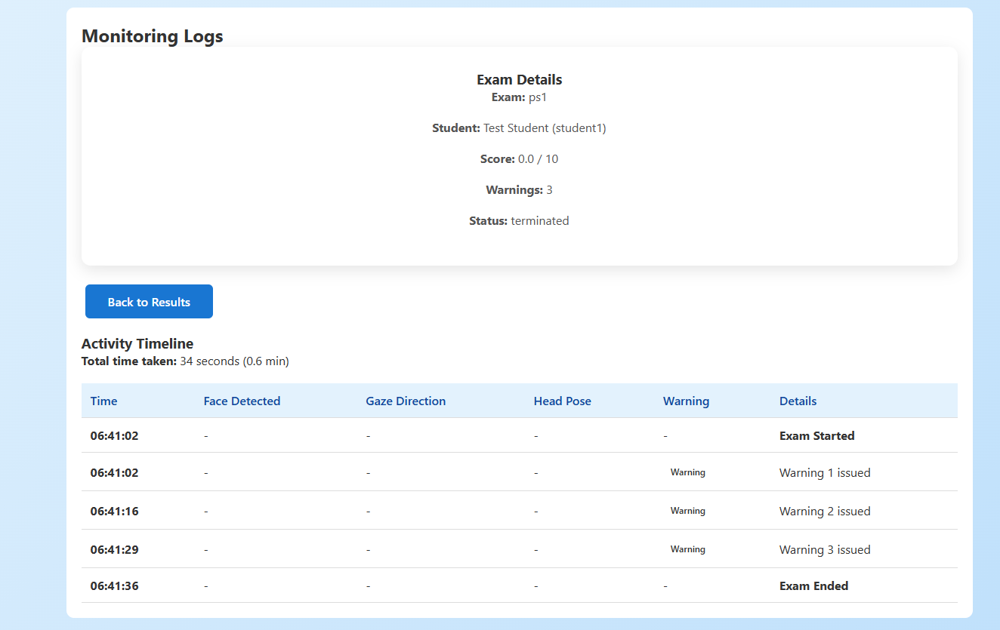 Monitoring Logs
Exam Details
Exam: ps1
Student: Test Student (student1)
Score: 0.0 / 10
Warnings: 3
Status: terminated
Back to Results
Activity Timeline
Total time taken: 34 seconds (0.6 min)
Time Face Detected Gaze Direction Head Pose Warning Details
06:41:02 - - - - Exam Started
06:41:02 - - - Warning Warning 1 issued
06:41:16 - - - Warning Warning 2 issued
06:41:29 - - - Warning Warning 3 issued
06:41:36 - - - - Exam Ended